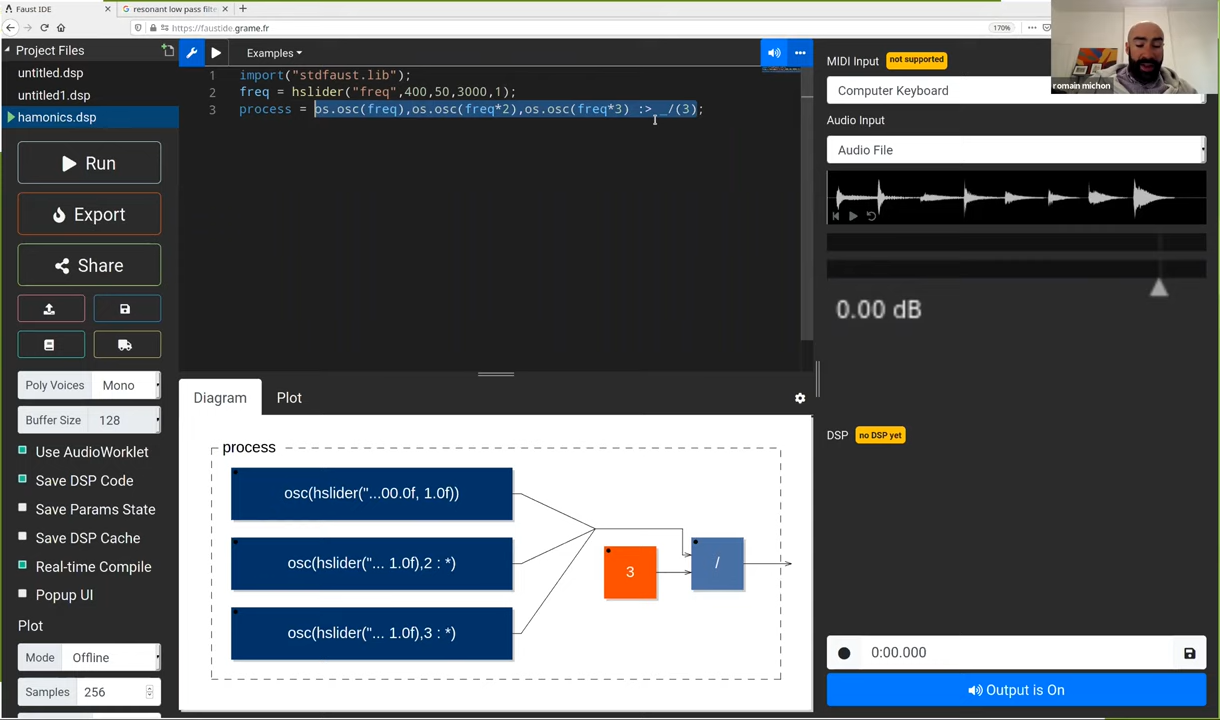 Faust IDE
resonant low pass filte
https://faustide.grame.fr
170%
Project Files
untitled.dsp
untitled1.dsp
hamonics.dsp
Run
Export
Share
Poly Voices Mono
Buffer Size 128
Use AudioWorklet
Save DSP Code
Save Params State
Save DSP Cache
Real-time Compile
Popup UI
Plot
Mode Offline
Samples 256
Examples
1 import("stdfaust.lib");
2 freq = hslider("freq",400,50,3000,1);
3 process = os.osc(freq),os.osc(freq*2),os.osc(freq*3) :> _/(3);
Diagram Plot
process
osc(hslider("...00.0f, 1.0f))
osc(hslider("... 1.0f),2 : *)
osc(hslider("... 1.0f),3 : *)
3
/
MIDI Input not supported
Computer Keyboard
Audio Input
Audio File
0.00 dB
DSP no DSP yet
0:00.000
Output is On
romain michon